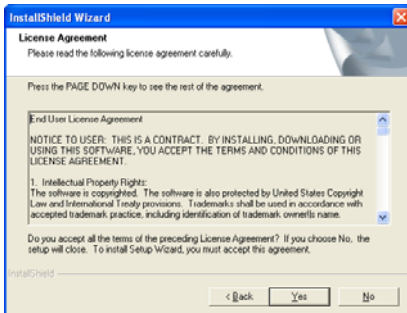 InstallShield Wizard
License Agreement
Please read the following license agreement carefully.
Press the PAGE DOWN key to see the rest of the agreement.
End User License Agreement
NOTICE TO USER: THIS IS A CONTRACT. BY INSTALLING, DOWNLOADING OR
USING THIS SOFTWARE, YOU ACCEPT THE TERMS AND CONDITIONS OF THIS
LICENSE AGREEMENT.
1. Intellectual Property Rights:
The software is copyrighted. The software is also protected by United States Copyright
Law and International Treaty provisions. Trademarks shall be used in accordance with
accepted trademark practice, including identification of trademark owner|s name.
Do you accept all the terms of the preceding License Agreement? If you choose No, the
setup will close. To install Setup Wizard, you must accept this agreement.
InstallShield
< Back Yes No